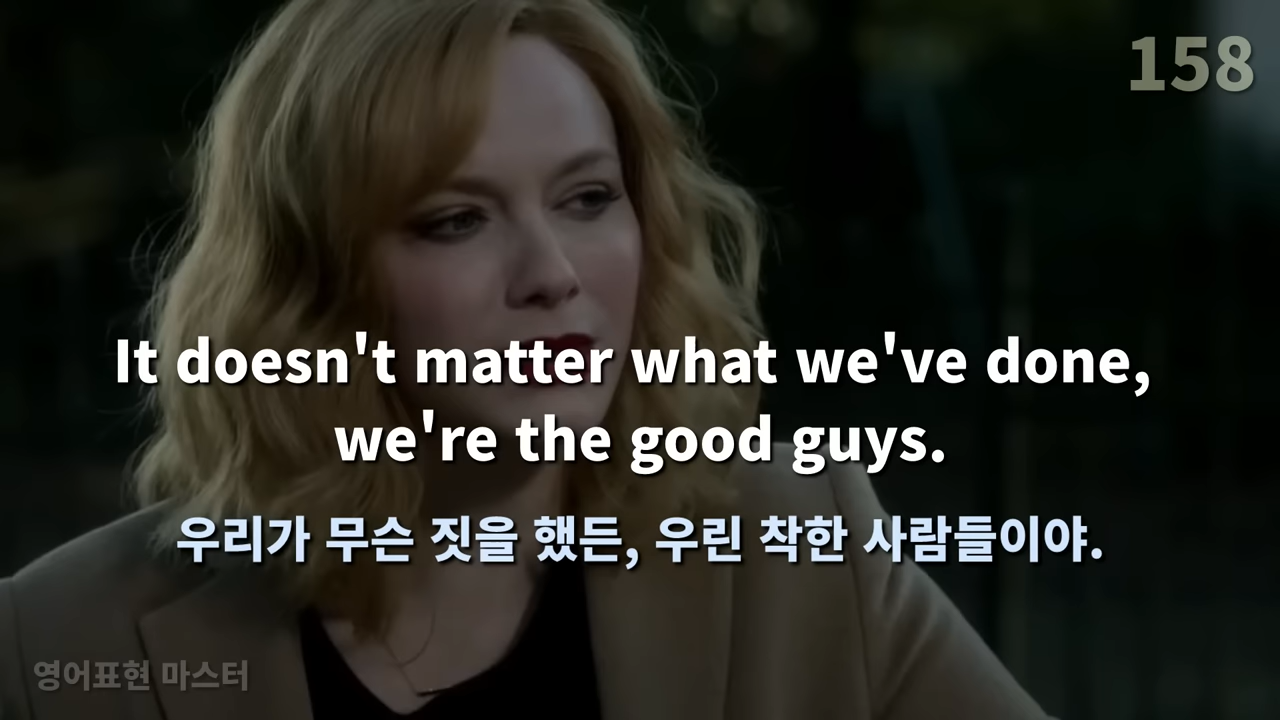 158
It doesn't matter what we've done,
we're the good guys.
우리가 무슨 짓을 했든, 우린 착한 사람들이야.
영어표현 마스터